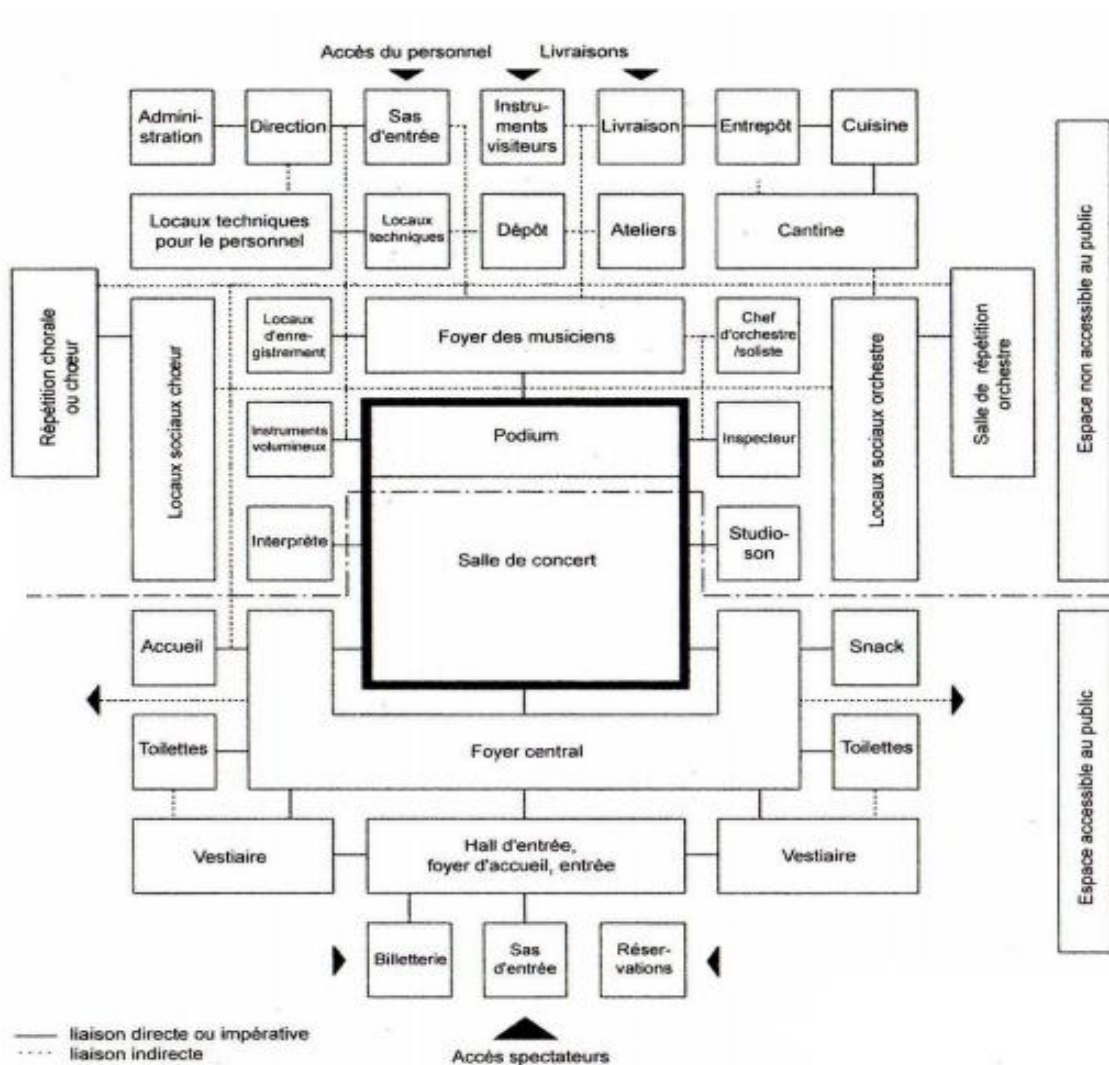 Accès du personnel
Livraisons
Admini-
stration
Direction
Sas
d'entrée
Instru-
ments
visiteurs
Livraison
Entrepôt
Cuisine
Locaux techniques
pour le personnel
Locaux
techniques
Dépôt
Ateliers
Cantine
Répétition chorale
ou chœur
Locaux sociaux chœur
Locaux
d'enre-
gistrement
Foyer des musiciens
Chef
d'orchestre
/soliste
Locaux sociaux orchestre
Salle de répétition
orchestre
Espace non accessible au public
Instruments
volumineux
Podium
Inspecteur
Interprète
Salle de concert
Studio-
son
Accueil
Snack
Toilettes
Foyer central
Toilettes
Espace accessible au public
Vestiaire
Hall d'entrée,
foyer d'accueil, entrée
Vestiaire
Billetterie
Sas
d'entrée
Réser-
vations
liaison directe ou impérative
liaison indirecte
Accès spectateurs